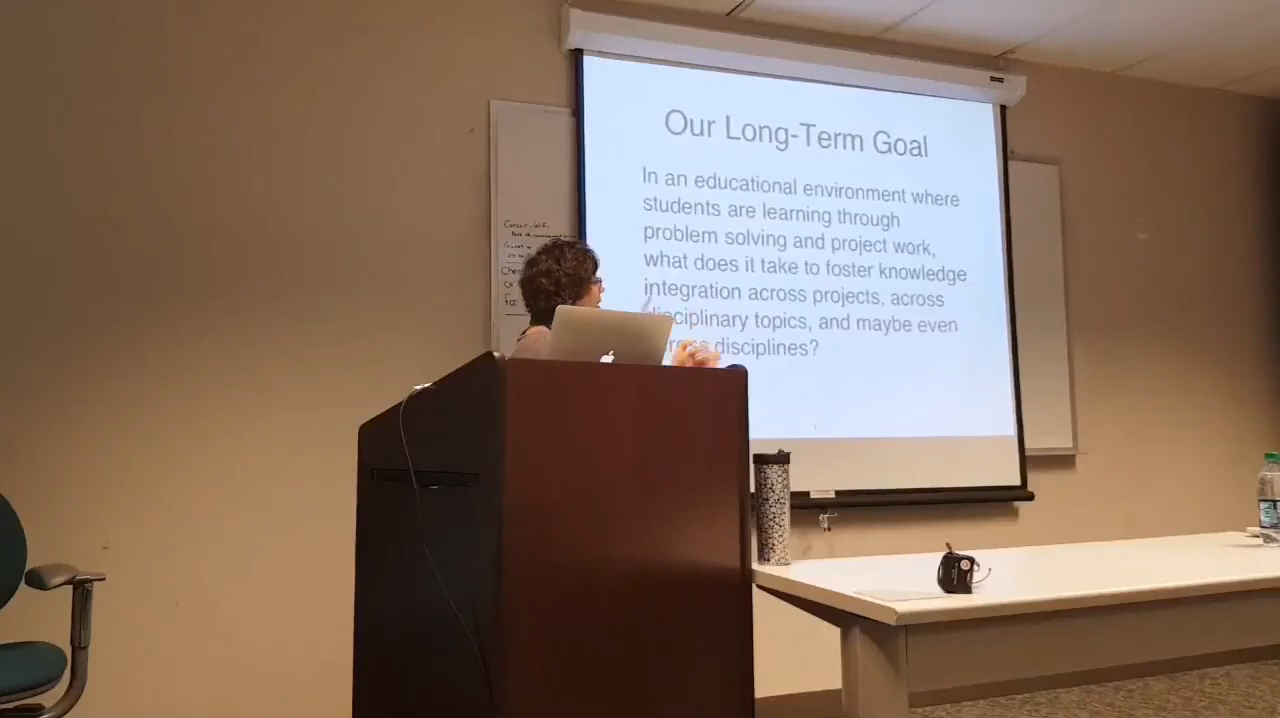 Our Long-Term Goal
In an educational environment where
students are learning through
problem solving and project work,
what does it take to foster knowledge
integration across projects, across
disciplinary topics, and maybe even
across disciplines?